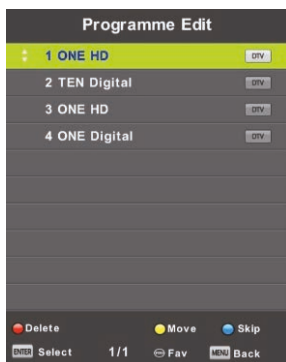 Programme Edit
1 ONE HD DTV
2 TEN Digital DTV
3 ONE HD DTV
4 ONE Digital DTV
Delete Move Skip
ENTER Select 1/1 Fav MENU Back